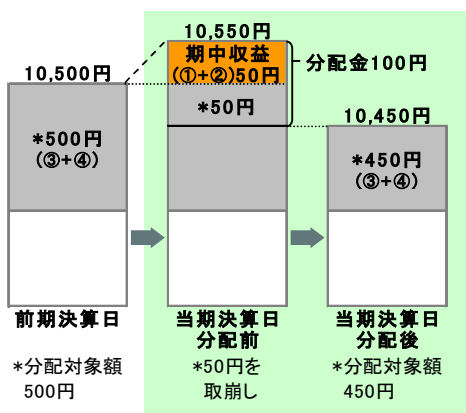 10,550円
期中収益
(①+②)50円
分配金100円
10,500円
*50円
10,450円
*500円
(③+④)
*450円
(③+④)
前期決算日
当期決算日
分配前
当期決算日
分配後
*分配対象額
500円
*50円を
取崩し
*分配対象額
450円